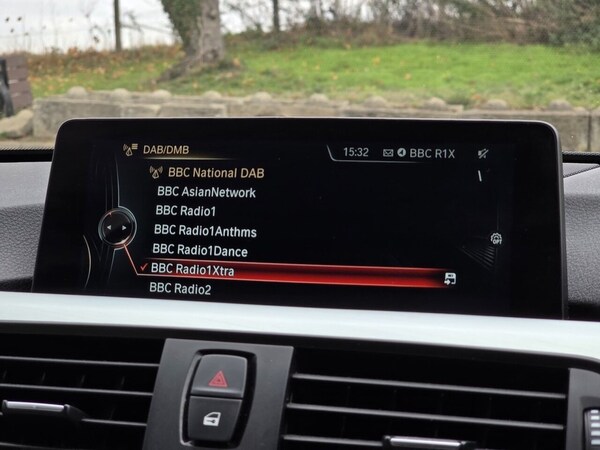 DAB/DMB
15:32 BBC R1X
BBC National DAB
BBC AsianNetwork
BBC Radio1
BBC Radio1Anthms
BBC Radio1Dance
BBC Radio1Xtra
BBC Radio2
OFF